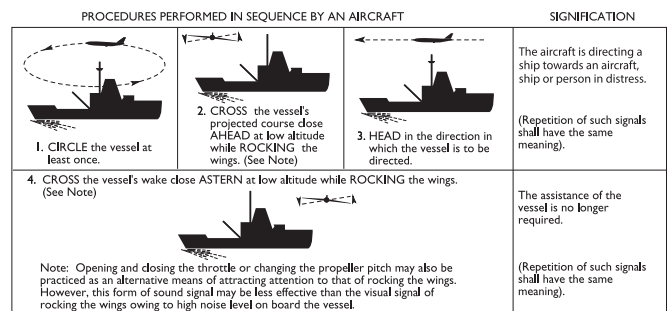 PROCEDURES PERFORMED IN SEQUENCE BY AN AIRCRAFT
SIGNIFICATION
1. CIRCLE the vessel at
least once.
2. CROSS the vessel's
projected course close
AHEAD at low altitude
while ROCKING the
wings. (See Note)
3. HEAD in the direction in
which the vessel is to be
directed.
The aircraft is directing a
ship towards an aircraft,
ship or person in distress.
(Repetition of such signals
shall have the same
meaning).
4. CROSS the vessel's wake close ASTERN at low altitude while ROCKING the wings.
(See Note)
Note: Opening and closing the throttle or changing the propeller pitch may also be
practiced as an alternative means of attracting attention to that of rocking the wings.
However, this form of sound signal may be less effective than the visual signal of
rocking the wings owing to high noise level on board the vessel.
The assistance of the
vessel is no longer
required.
(Repetition of such signals
shall have the same
meaning).